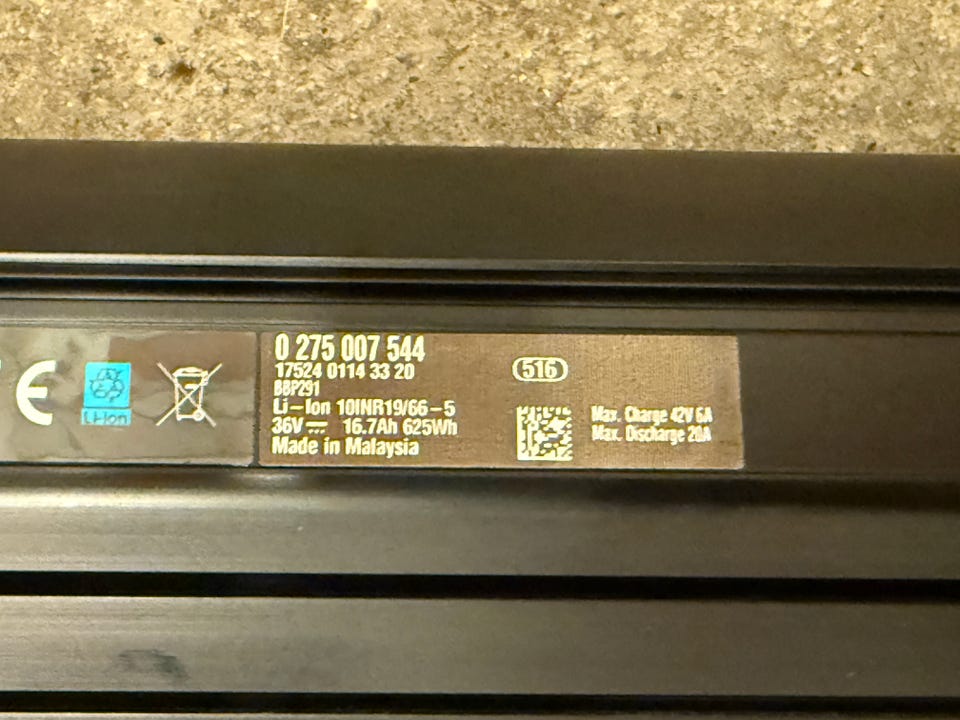 CE
Li-Ion
0 275 007 544
17524 0114 33 20
BBP291
Li-Ion 10INR19/66-5
36V⎓ 16.7Ah 625Wh
Made in Malaysia
516
Max. Charge 42V 6A
Max. Discharge 20A